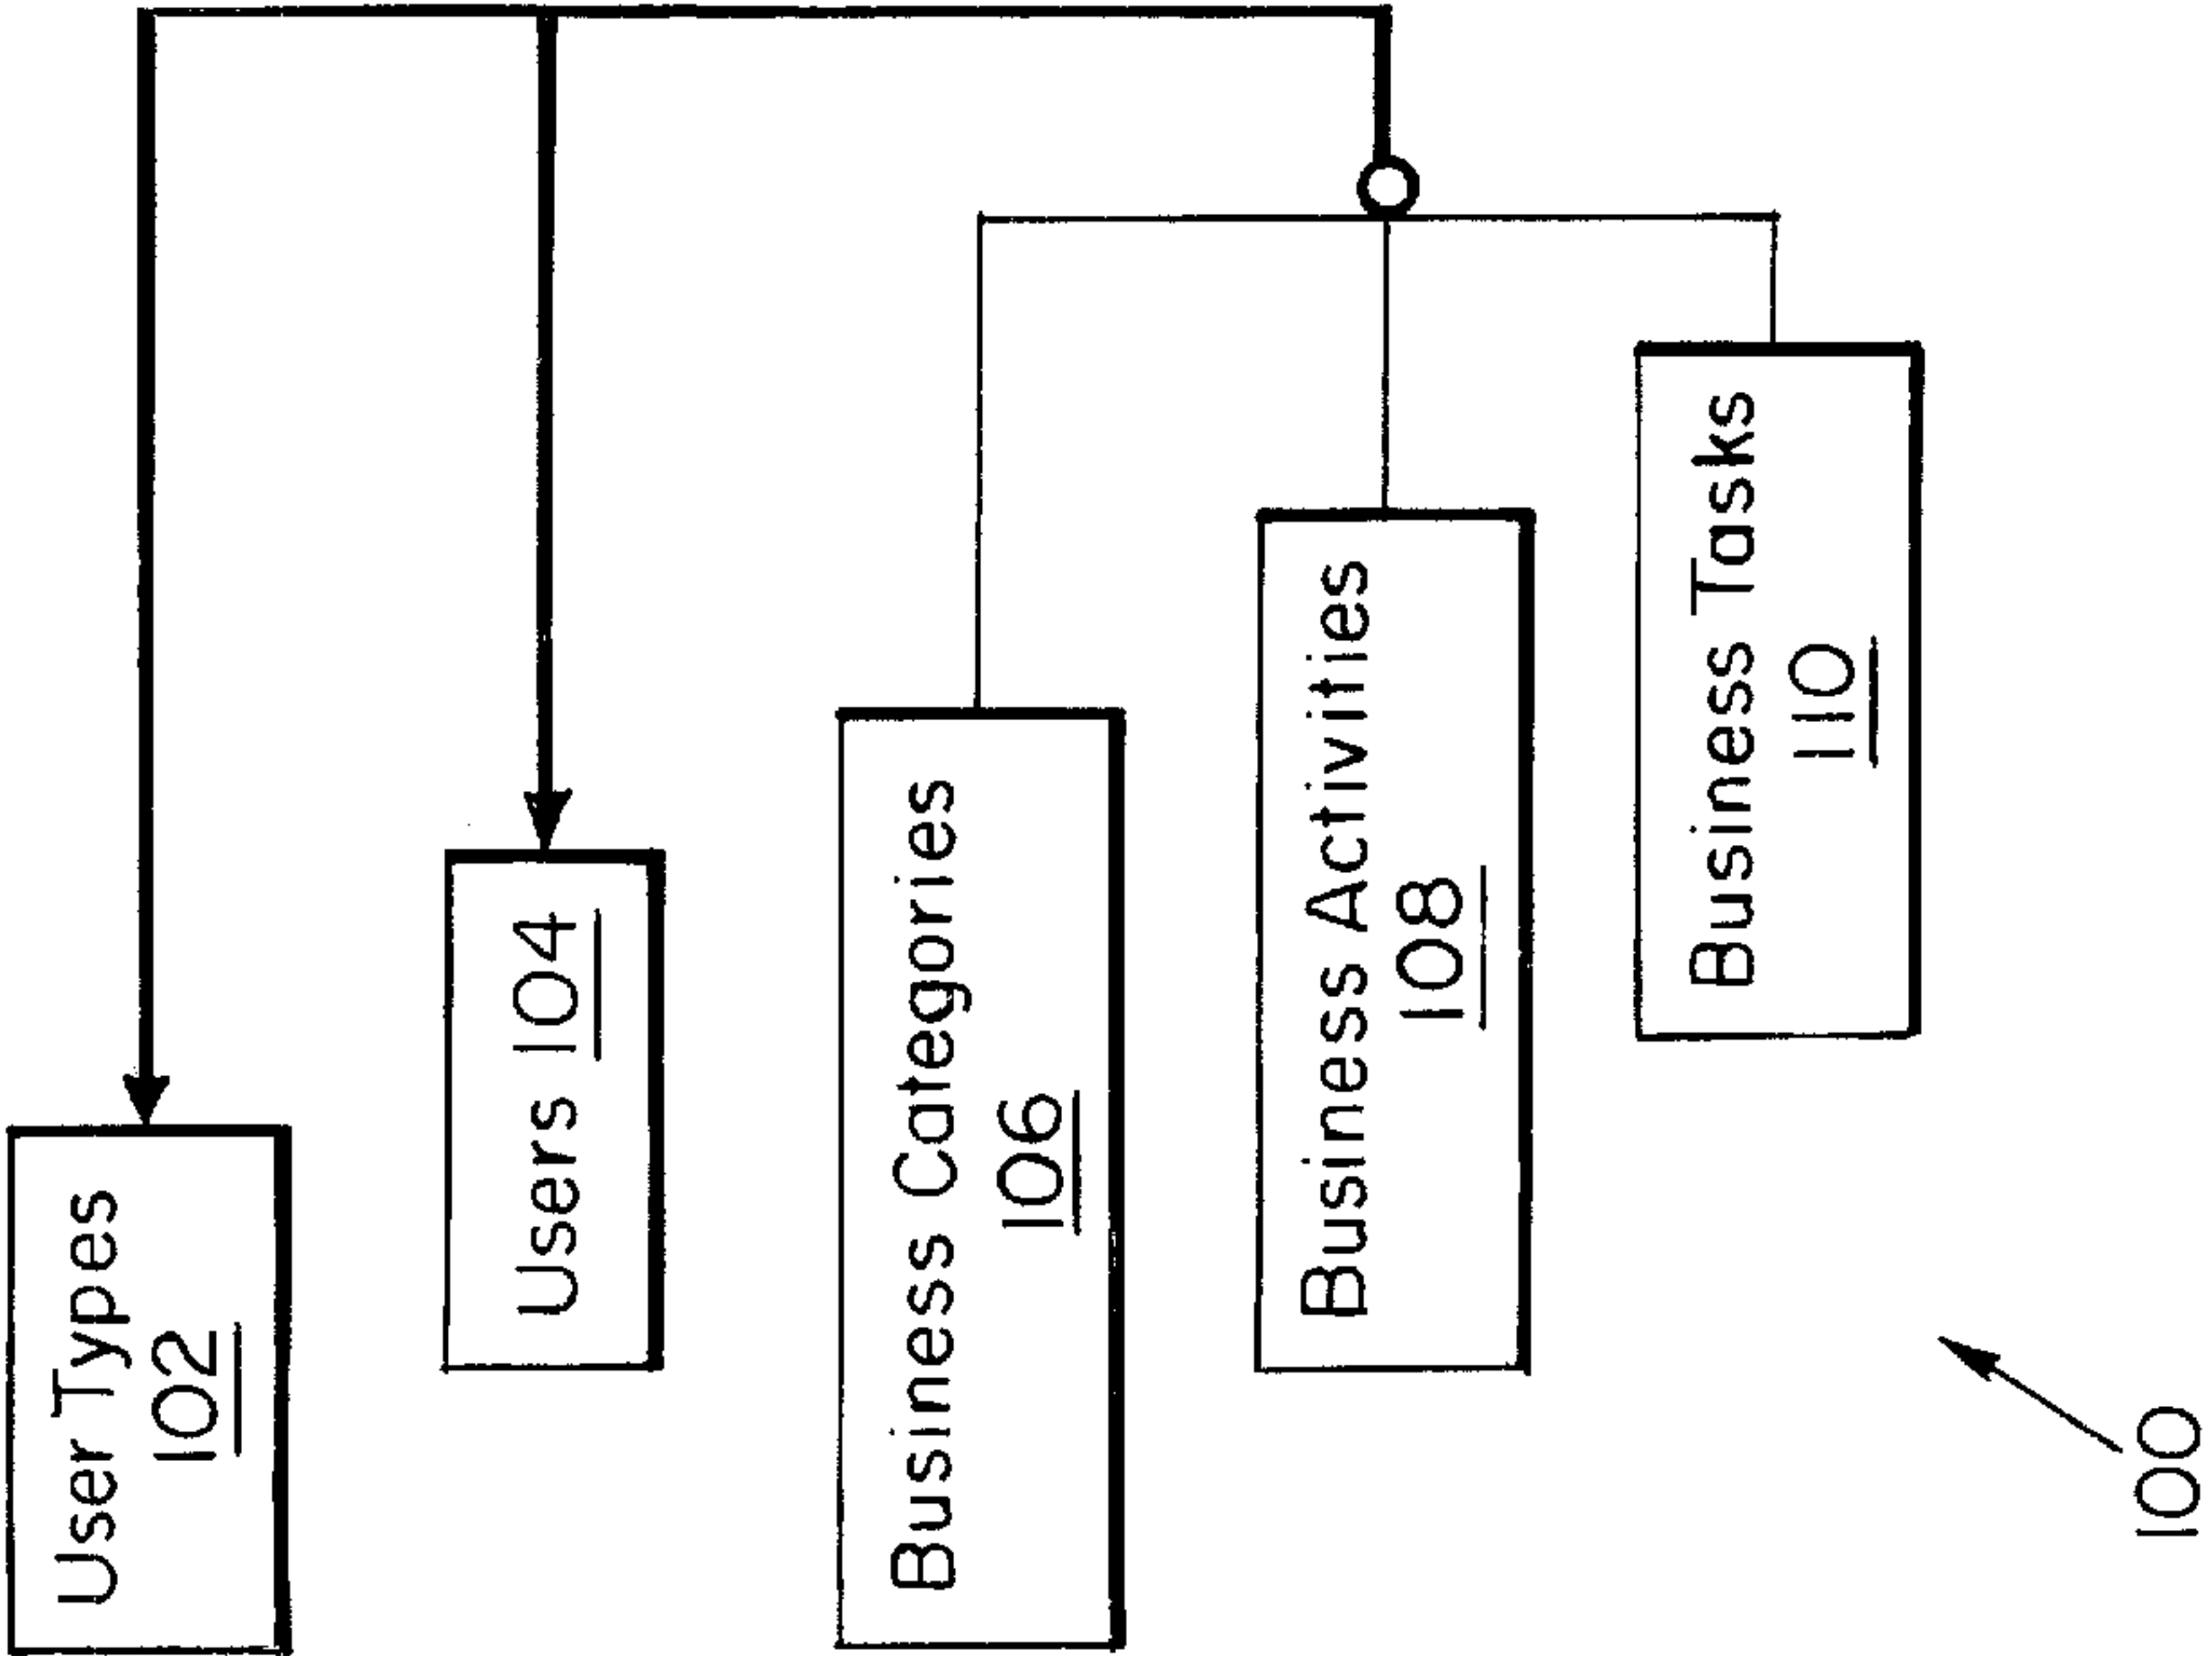 User Types
102
Users 104
Business Categories
106
Business Activities
108
Business Tasks
110
100